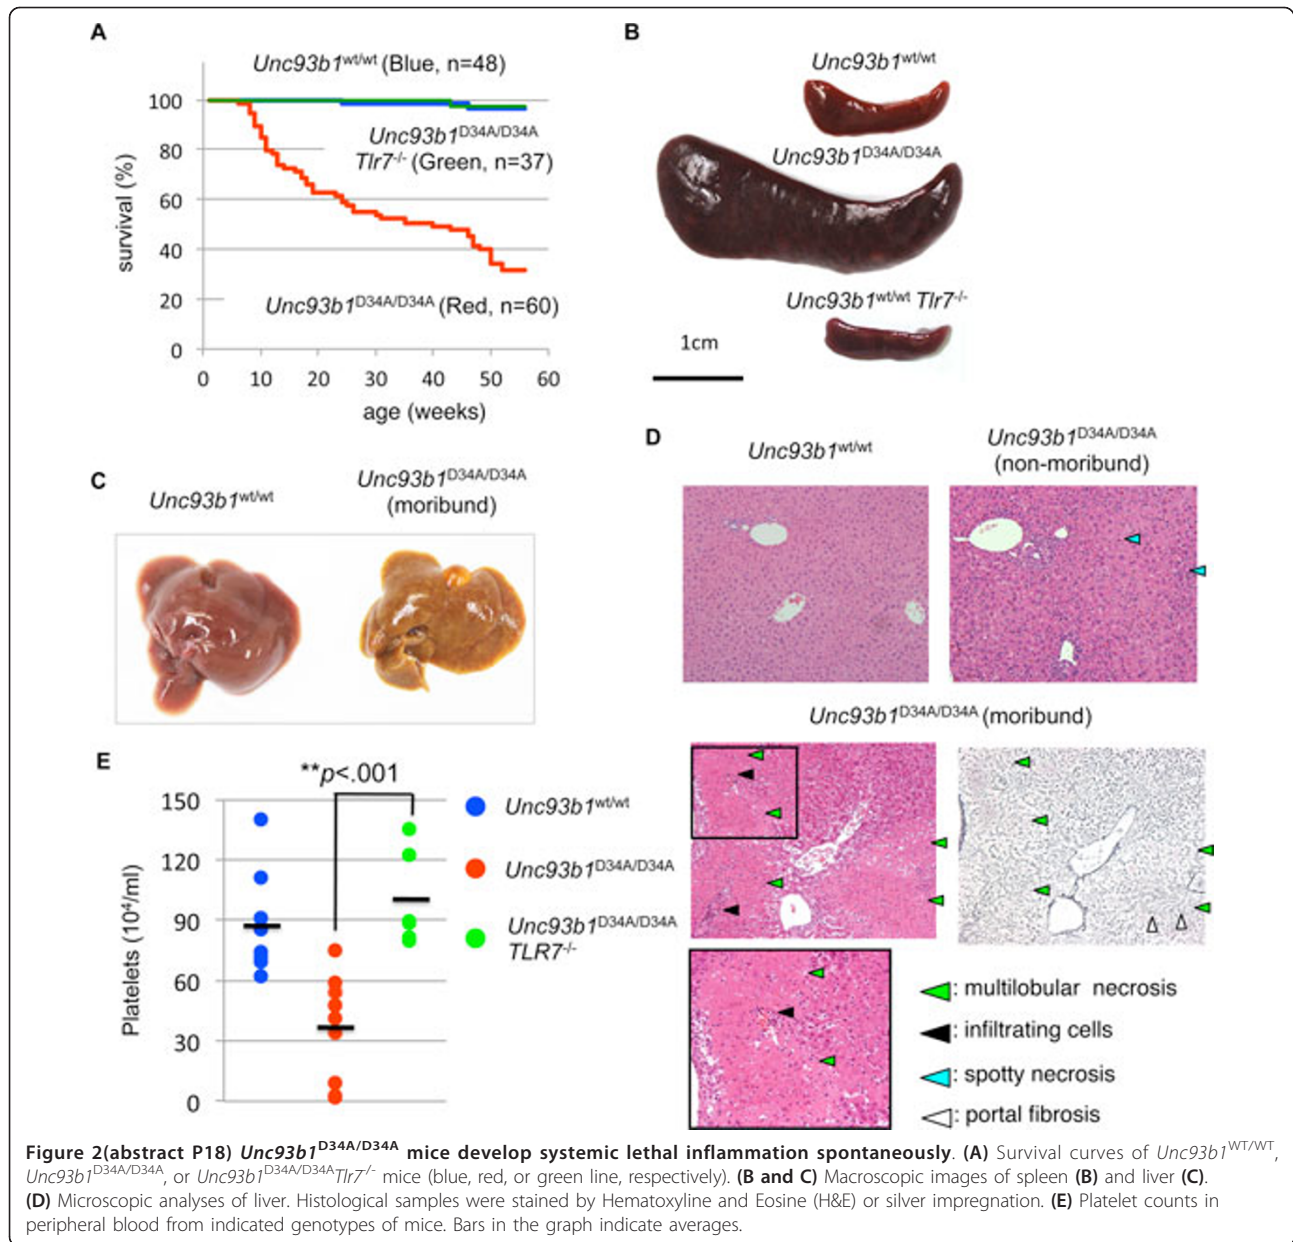 A
Unc93b1wt/wt (Blue, n=48)
100
80
60
40
20
0
survival (%)
Unc93b1D34A/D34A
Tlr7-/- (Green, n=37)
Unc93b1D34A/D34A (Red, n=60)
0 10 20 30 40 50 60
age (weeks)
B
Unc93b1wt/wt
Unc93b1D34A/D34A
Unc93b1wt/wt Tlr7-/-
1cm
C
Unc93b1wt/wt
Unc93b1D34A/D34A
(moribund)
D
Unc93b1wt/wt
Unc93b1D34A/D34A
(non-moribund)
Unc93b1D34A/D34A (moribund)
: multilobular necrosis
: infiltrating cells
: spotty necrosis
: portal fibrosis
E
**p<.001
150
120
90
60
30
0
Platelets (10⁴/ml)
Unc93b1wt/wt
Unc93b1D34A/D34A
Unc93b1D34A/D34A
TLR7-/-
Figure 2(abstract P18) Unc93b1D34A/D34A mice develop systemic lethal inflammation spontaneously. (A) Survival curves of Unc93b1WT/WT,
Unc93b1D34A/D34A, or Unc93b1D34A/D34ATlr7-/- mice (blue, red, or green line, respectively). (B and C) Macroscopic images of spleen (B) and liver (C).
(D) Microscopic analyses of liver. Histological samples were stained by Hematoxyline and Eosine (H&E) or silver impregnation. (E) Platelet counts in
peripheral blood from indicated genotypes of mice. Bars in the graph indicate averages.